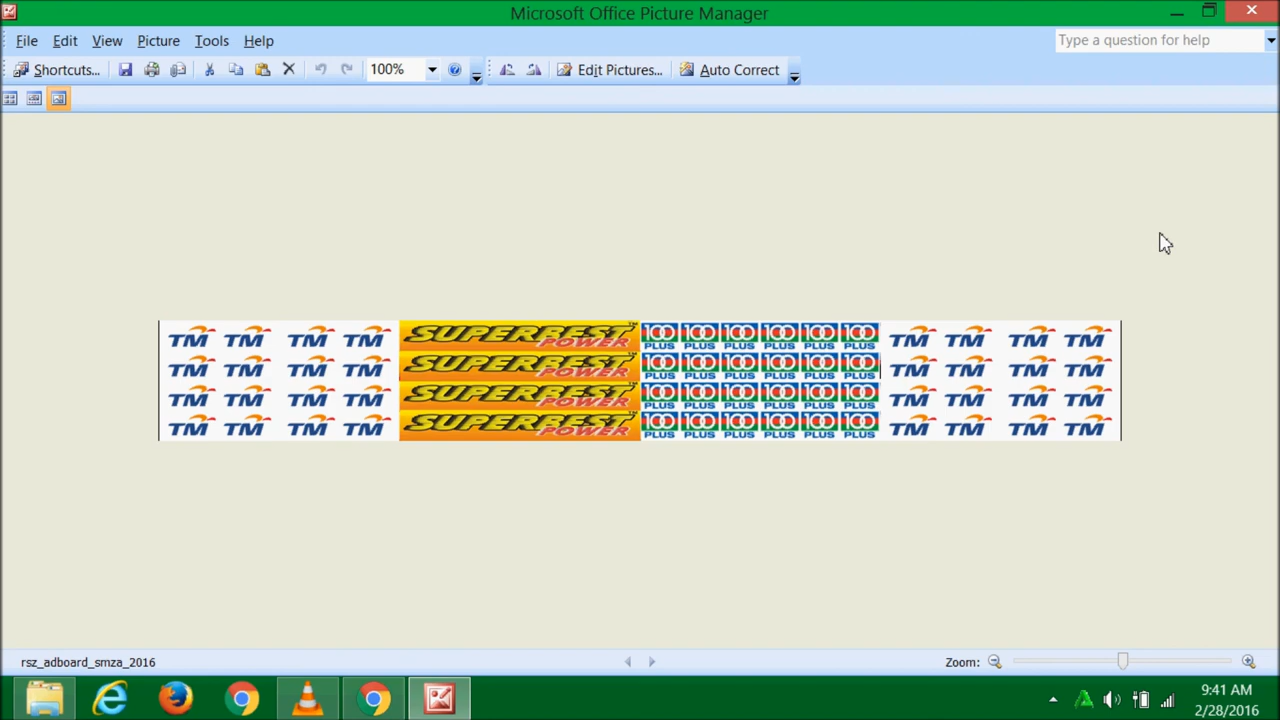 Microsoft Office Picture Manager
File Edit View Picture Tools Help
Type a question for help
Shortcuts... 100% Edit Pictures... Auto Correct
TM TM TM TM SUPERBEST POWER™ 100 PLUS 100 PLUS 100 PLUS 100 PLUS 100 PLUS 100 PLUS TM TM TM TM
TM TM TM TM SUPERBEST POWER 100 PLUS 100 PLUS 100 PLUS 100 PLUS 100 PLUS 100 PLUS TM TM TM TM
TM TM TM TM SUPERBEST POWER 100 PLUS 100 PLUS 100 PLUS 100 PLUS 100 PLUS 100 PLUS TM TM TM TM
TM TM TM TM SUPERBEST POWER 100 PLUS 100 PLUS 100 PLUS 100 PLUS 100 PLUS 100 PLUS TM TM TM TM
rsz_adboard_smza_2016
Zoom:
9:41 AM
2/28/2016